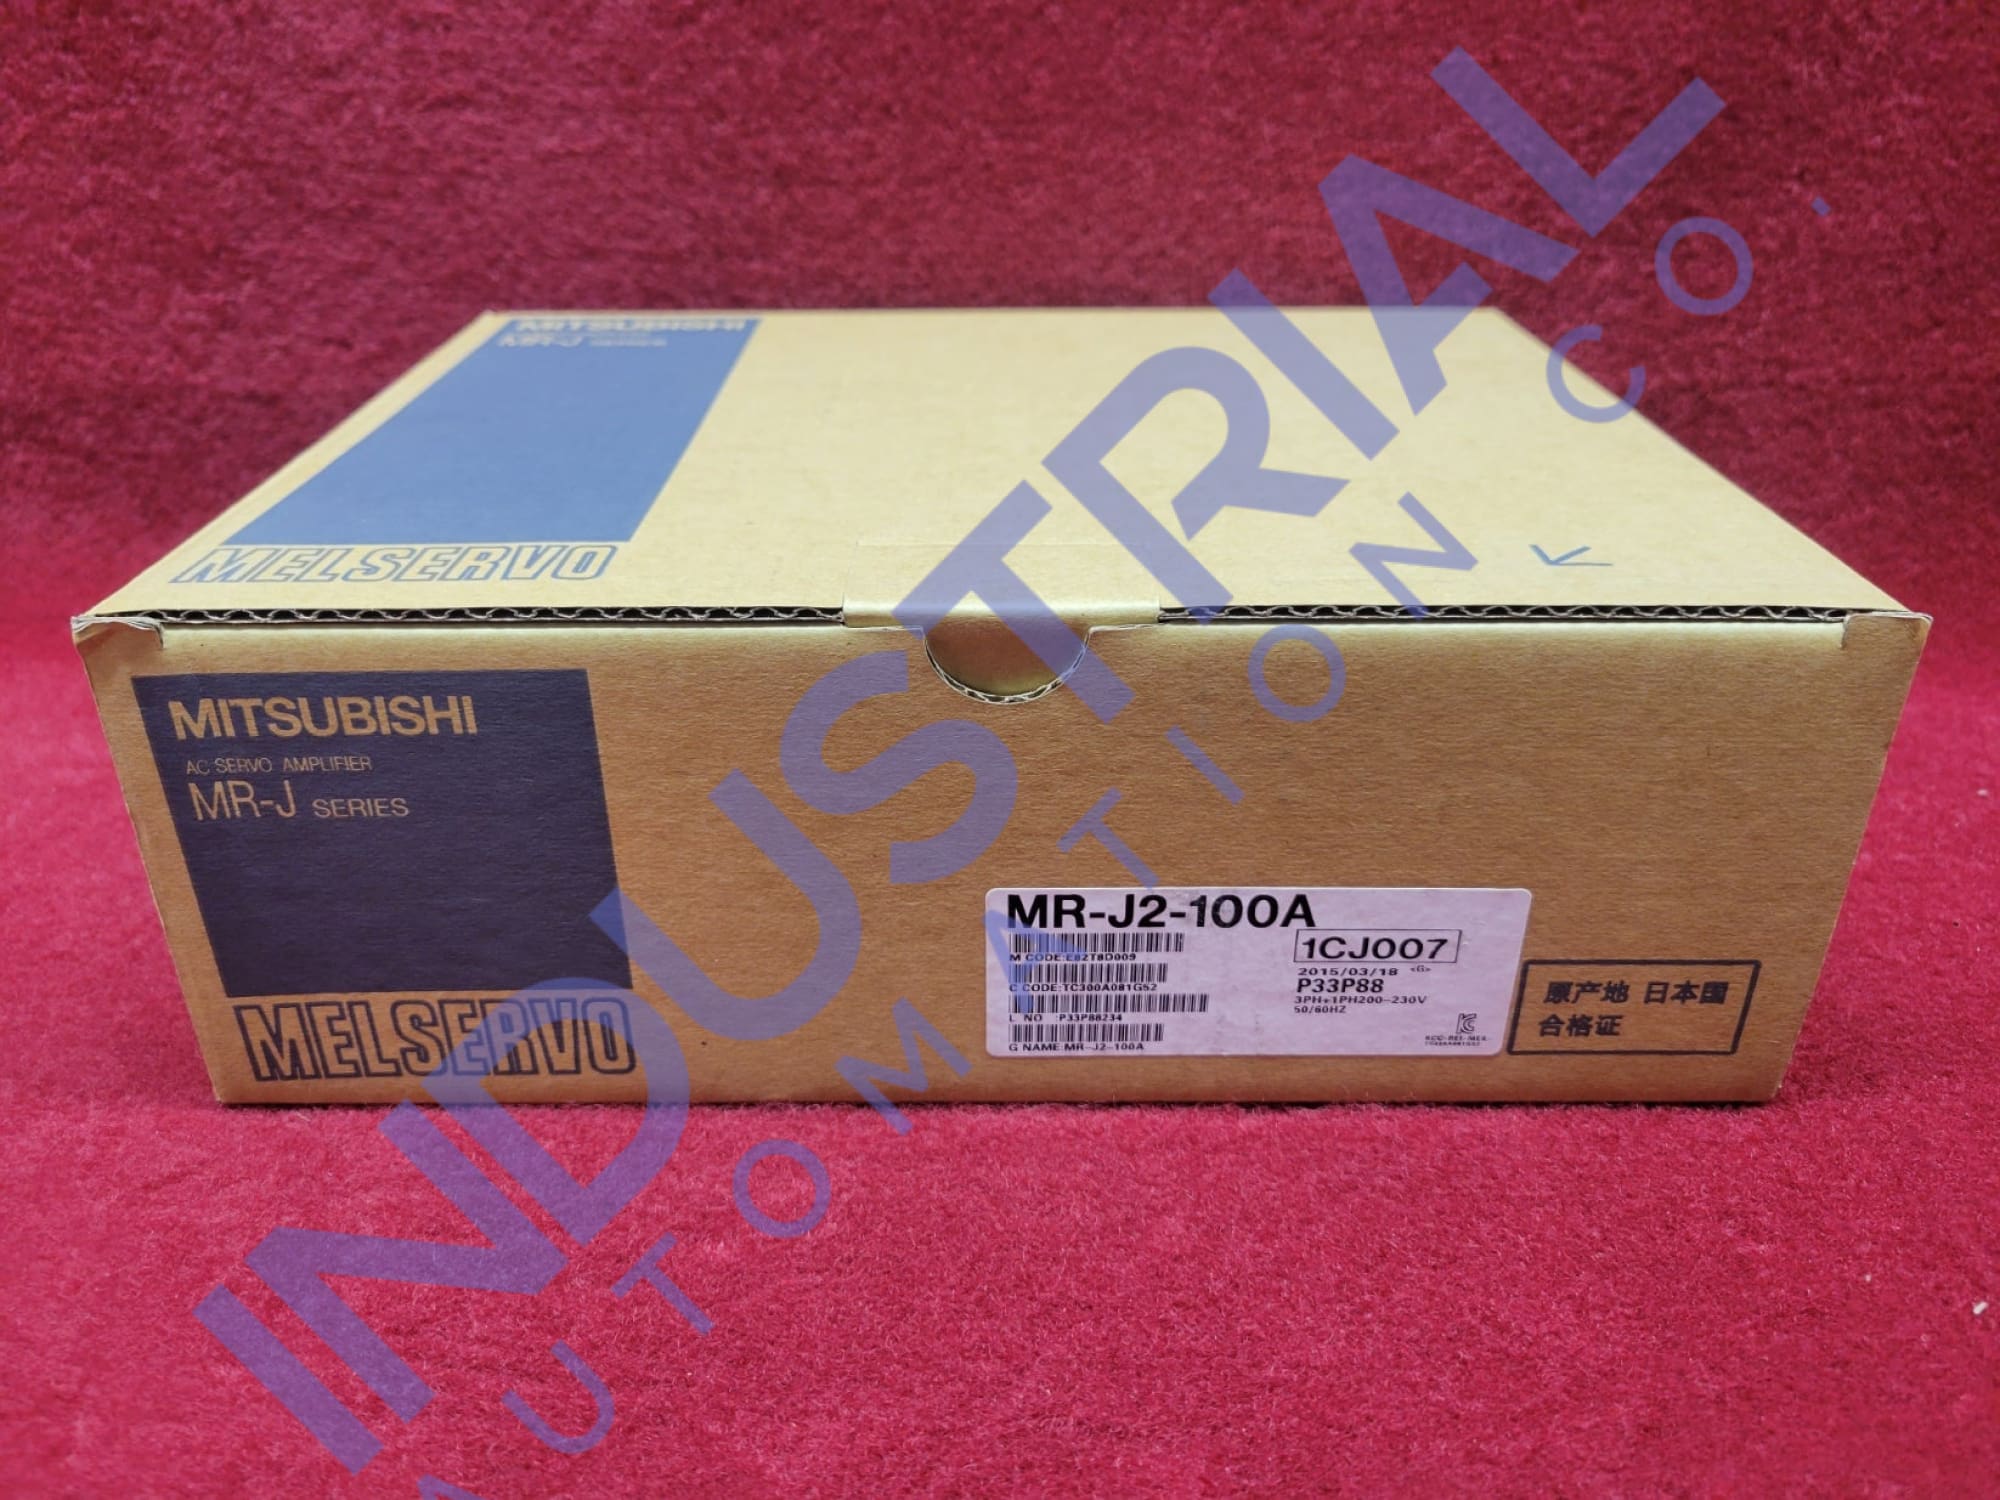 MITSUBISHI
MR-J SERIES
MELSERVO
MITSUBISHI
AC SERVO AMPLIFIER
MR-J SERIES
MELSERVO
MR-J2-100A
1CJ007
M CODE:E82T8D009
2015/03/18 <G>
C CODE:TC300A081G52
P33P88
3PH+1PH200-230V
50/60HZ
L NO :P33P88234
G NAME:MR-J2-100A
原产地 日本国
合格证
INDUSTRIAL
AUTOMATION CO.